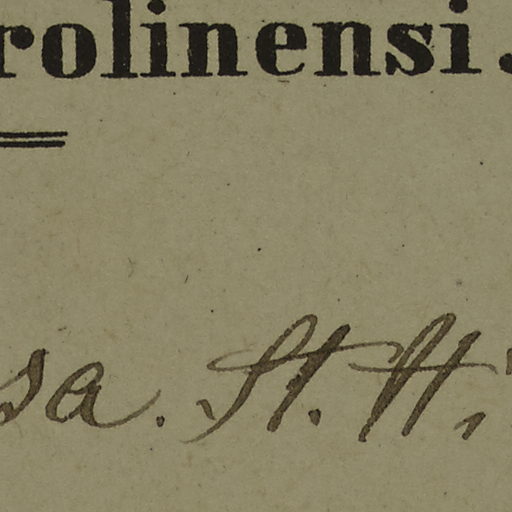 rolinensi.
sa. St. H